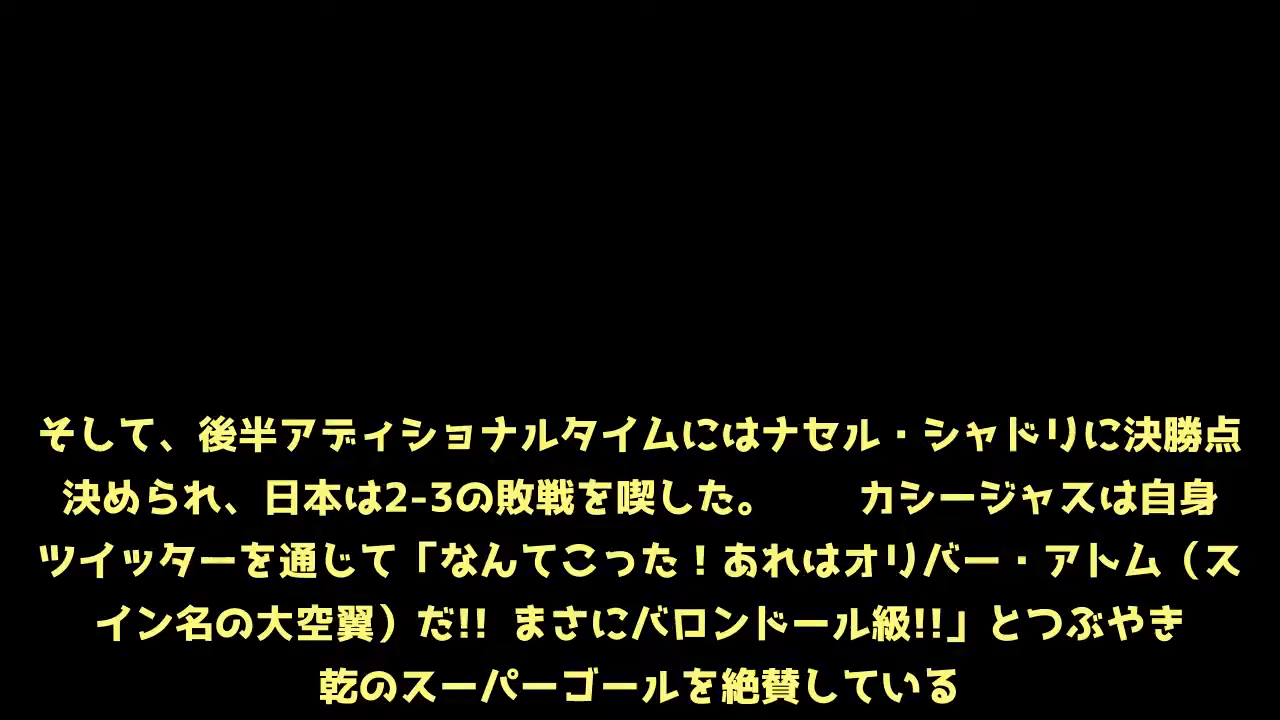 そして、後半アディショナルタイムにはナセル・シャドリに決勝点
決められ、日本は2-3の敗戦を喫した。　　カシージャスは自身
ツイッターを通じて「なんてこった！あれはオリバー・アトム（ス
イン名の大空翼）だ!! まさにバロンドール級!!」とつぶやき
乾のスーパーゴールを絶賛している